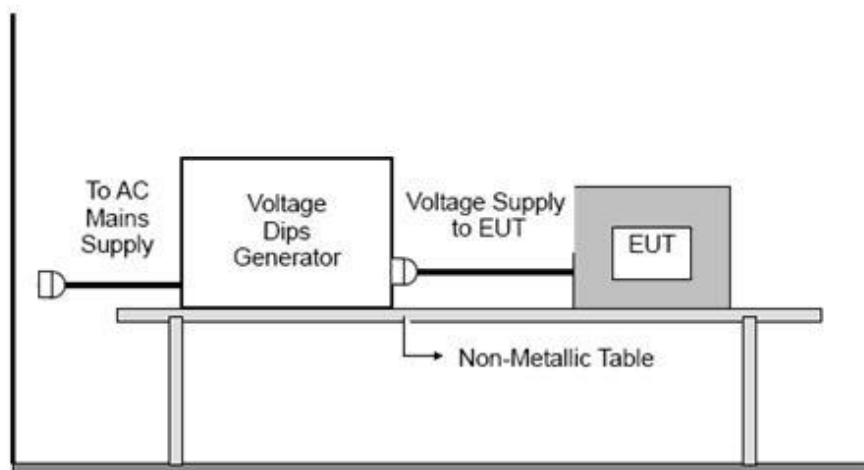 To AC
Mains
Supply
Voltage
Dips
Generator
Voltage Supply
to EUT
EUT
Non-Metallic Table